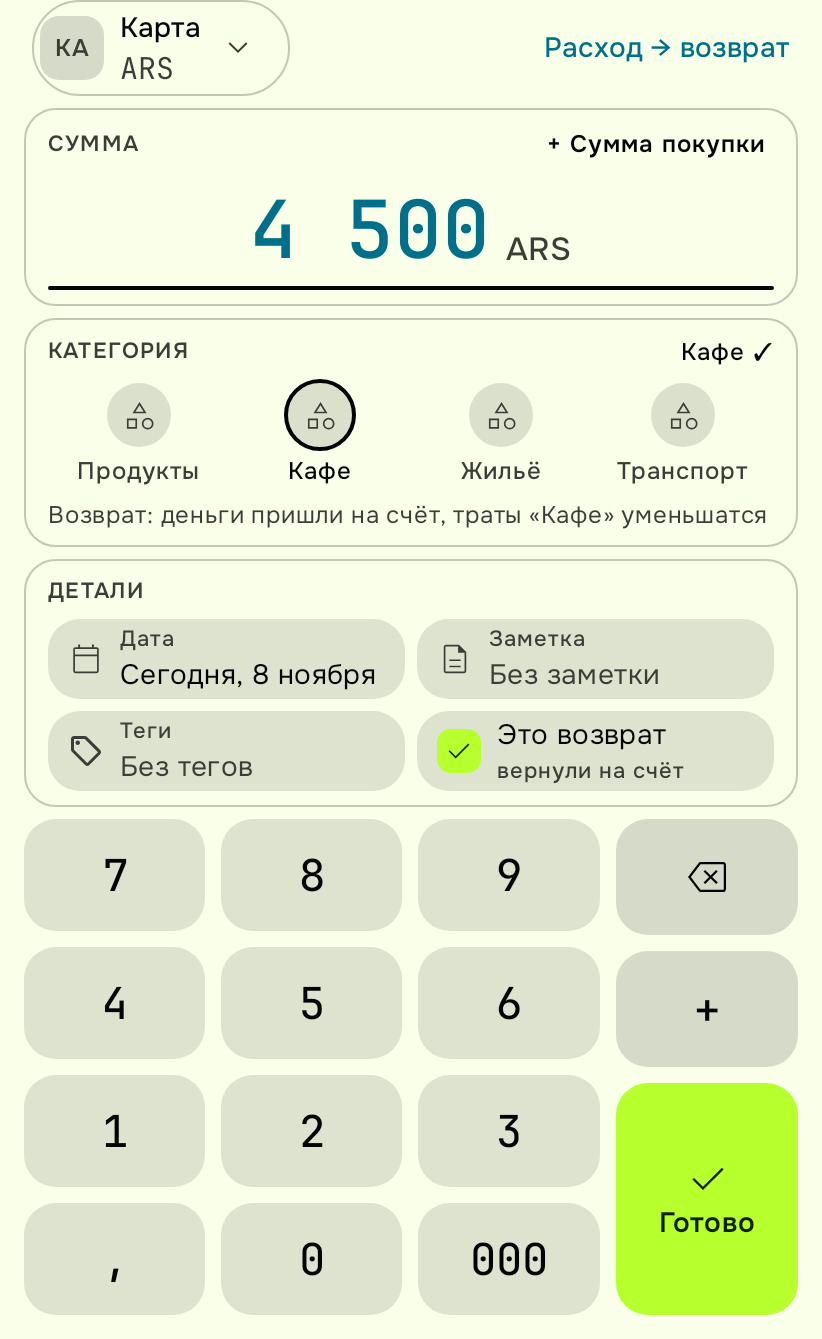 КА
Карта
ARS
Расход → возврат
СУММА
+ Сумма покупки
4 500 ARS
КАТЕГОРИЯ
Кафе ✓
Продукты
Кафе
Жильё
Транспорт
Возврат: деньги пришли на счёт, траты «Кафе» уменьшатся
ДЕТАЛИ
Дата
Сегодня, 8 ноября
Заметка
Без заметки
Теги
Без тегов
Это возврат
вернули на счёт
7 8 9
4 5 6 +
1 2 3
Готово
, 0 000